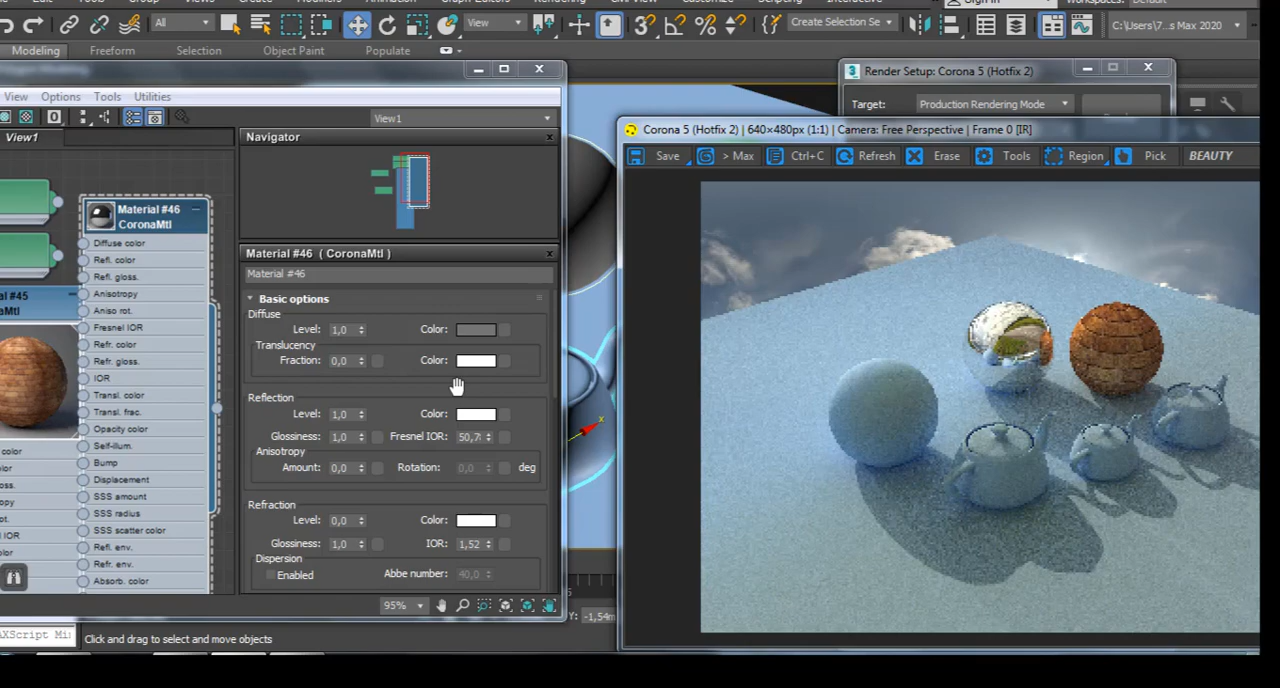 All
View
Create Selection Se
C:\Users\7...s Max 2020
Modeling
Freeform
Selection
Object Paint
Populate
Render Setup: Corona 5 (Hotfix 2)
Target:
Production Rendering Mode
View
Options
Tools
Utilities
View1
View1
Navigator
Corona 5 (Hotfix 2) | 640×480px (1:1) | Camera: Free Perspective | Frame 0 [IR]
Save
> Max
Ctrl+C
Refresh
Erase
Tools
Region
Pick
BEAUTY
Material #46
CoronaMtl
Diffuse color
Refl. color
Refl. gloss.
Anisotropy
Aniso rot.
Fresnel IOR
Refr. color
Refr. gloss.
IOR
Transl. color
Transl. frac.
Opacity color
Self-illum.
Bump
Displacement
SSS amount
SSS radius
SSS scatter color
Refl. env.
Refr. env.
Absorb. color
Material #46 ( CoronaMtl )
Material #46
Basic options
Diffuse
Level: 1,0
Color:
Translucency
Fraction: 0,0
Color:
Reflection
Level: 1,0
Color:
Glossiness: 1,0
Fresnel IOR: 50,7
Anisotropy
Amount: 0,0
Rotation: 0,0 deg
Refraction
Level: 0,0
Color:
Glossiness: 1,0
IOR: 1,52
Dispersion
Enabled
Abbe number: 40,0
95%
Y: -1,54m
AXScript Mi
Click and drag to select and move objects